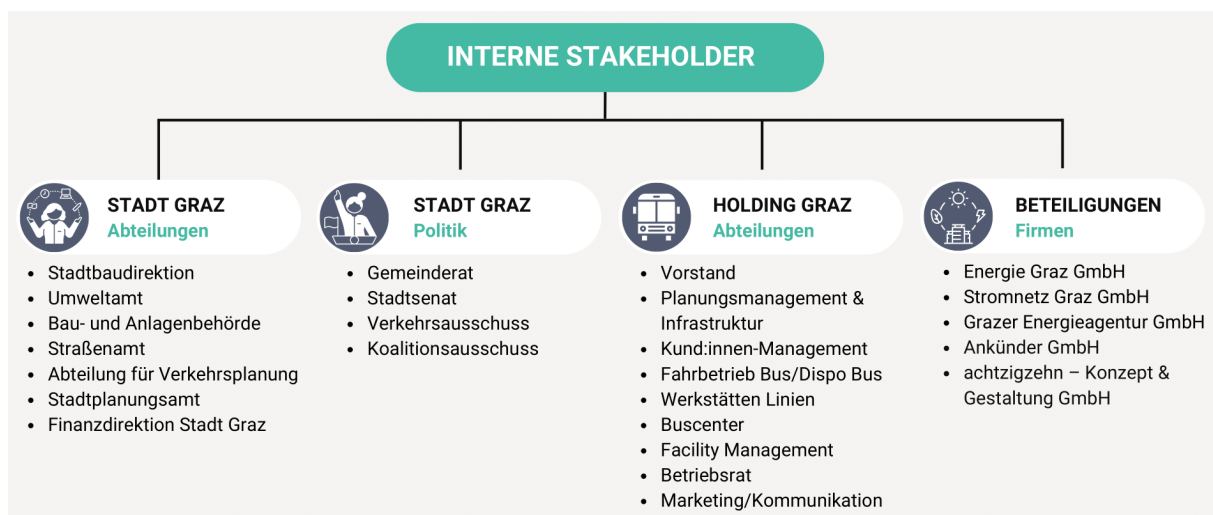 INTERNE STAKEHOLDER
STADT GRAZ
Abteilungen
• Stadtbaudirektion
• Umweltamt
• Bau- und Anlagenbehörde
• Straßenamt
• Abteilung für Verkehrsplanung
• Stadtplanungsamt
• Finanzdirektion Stadt Graz
STADT GRAZ
Politik
• Gemeinderat
• Stadtsenat
• Verkehrsausschuss
• Koalitionsausschuss
HOLDING GRAZ
Abteilungen
• Vorstand
• Planungsmanagement &
Infrastruktur
• Kund:innen-Management
• Fahrbetrieb Bus/Dispo Bus
• Werkstätten Linien
• Buscenter
• Facility Management
• Betriebsrat
• Marketing/Kommunikation
BETEILIGUNGEN
Firmen
• Energie Graz GmbH
• Stromnetz Graz GmbH
• Grazer Energieagentur GmbH
• Ankünder GmbH
• achtzigzehn – Konzept &
Gestaltung GmbH